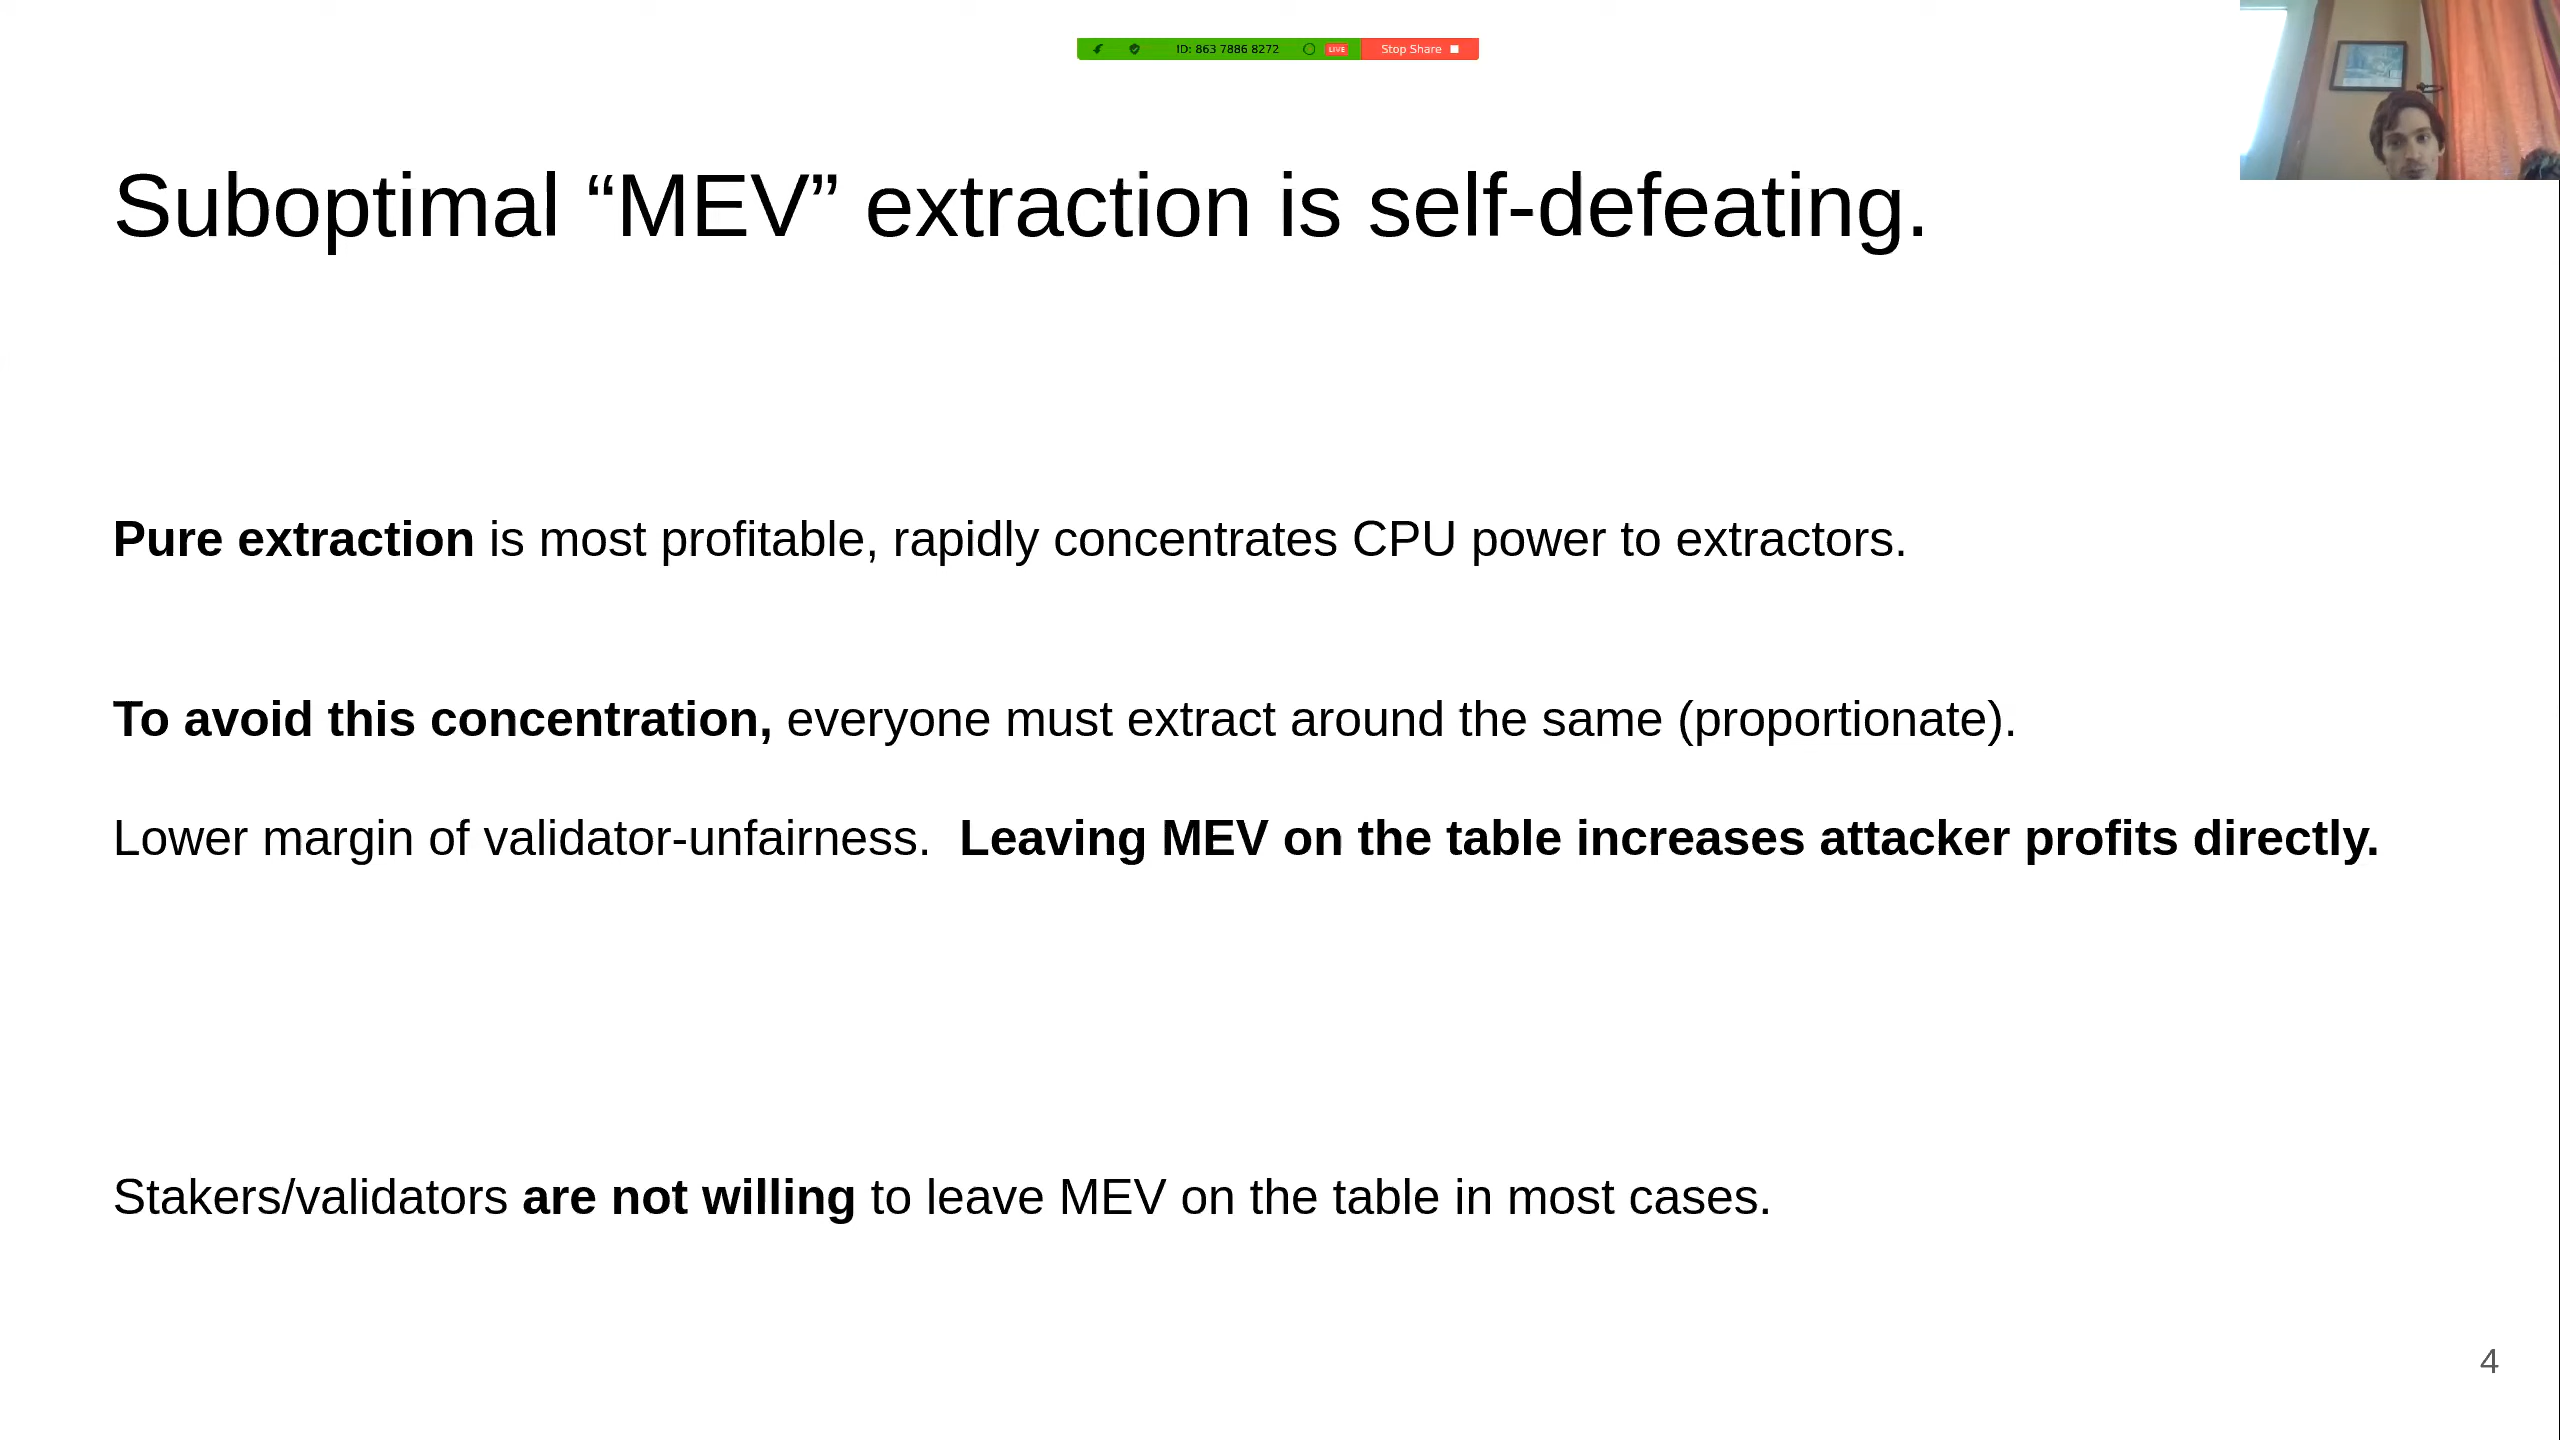 ID: 863 7886 8272 LIVE Stop Share
Suboptimal “MEV” extraction is self-defeating.
Pure extraction is most profitable, rapidly concentrates CPU power to extractors.
To avoid this concentration, everyone must extract around the same (proportionate).
Lower margin of validator-unfairness.  Leaving MEV on the table increases attacker profits directly.
Stakers/validators are not willing to leave MEV on the table in most cases.
4